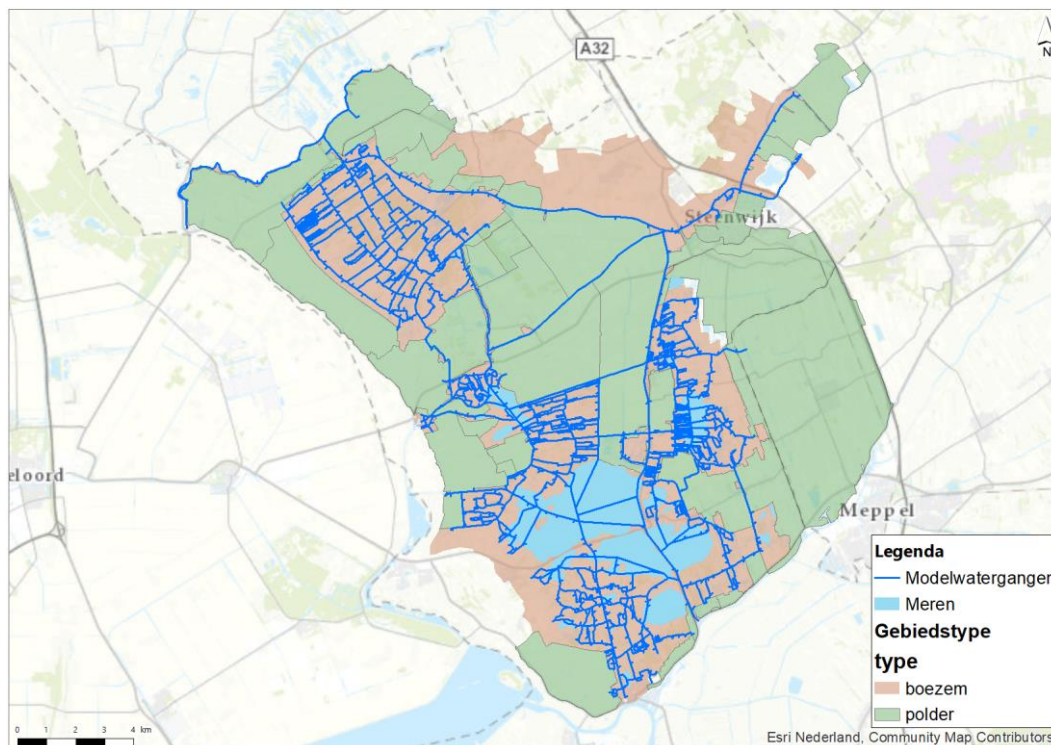 A32
N
Steenwijk
eloord
Meppel
Legenda
Modelwatergangen
Meren
Gebiedstype
type
boezem
polder
0 1 2 3 4 km
Esri Nederland, Community Map Contributors